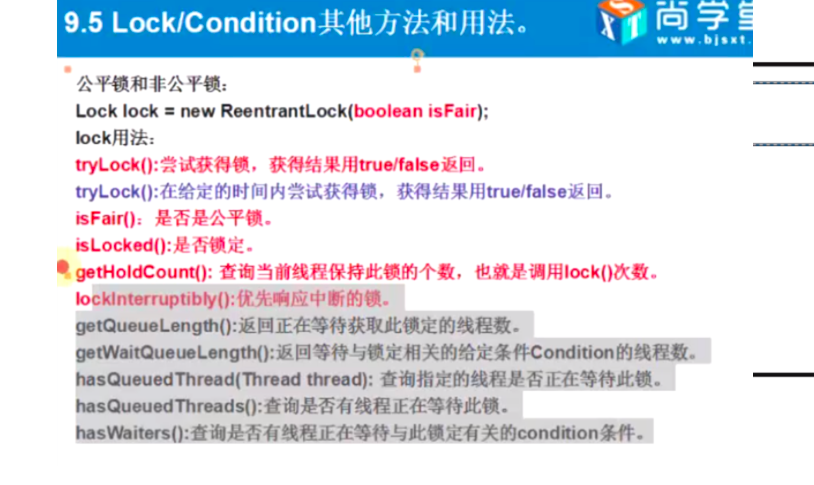 9.5 Lock/Condition其他方法和用法。
尚学
www.bjsxt.
公平锁和非公平锁：
Lock lock = new ReentrantLock(boolean isFair);
lock用法：
tryLock():尝试获得锁，获得结果用true/false返回。
tryLock():在给定的时间内尝试获得锁，获得结果用true/false返回。
isFair()：是否是公平锁。
isLocked():是否锁定。
getHoldCount(): 查询当前线程保持此锁的个数，也就是调用lock()次数。
lockInterruptibly():优先响应中断的锁。
getQueueLength():返回正在等待获取此锁定的线程数。
getWaitQueueLength():返回等待与锁定相关的给定条件Condition的线程数。
hasQueuedThread(Thread thread): 查询指定的线程是否正在等待此锁。
hasQueuedThreads():查询是否有线程正在等待此锁。
hasWaiters():查询是否有线程正在等待与此锁定有关的condition条件。